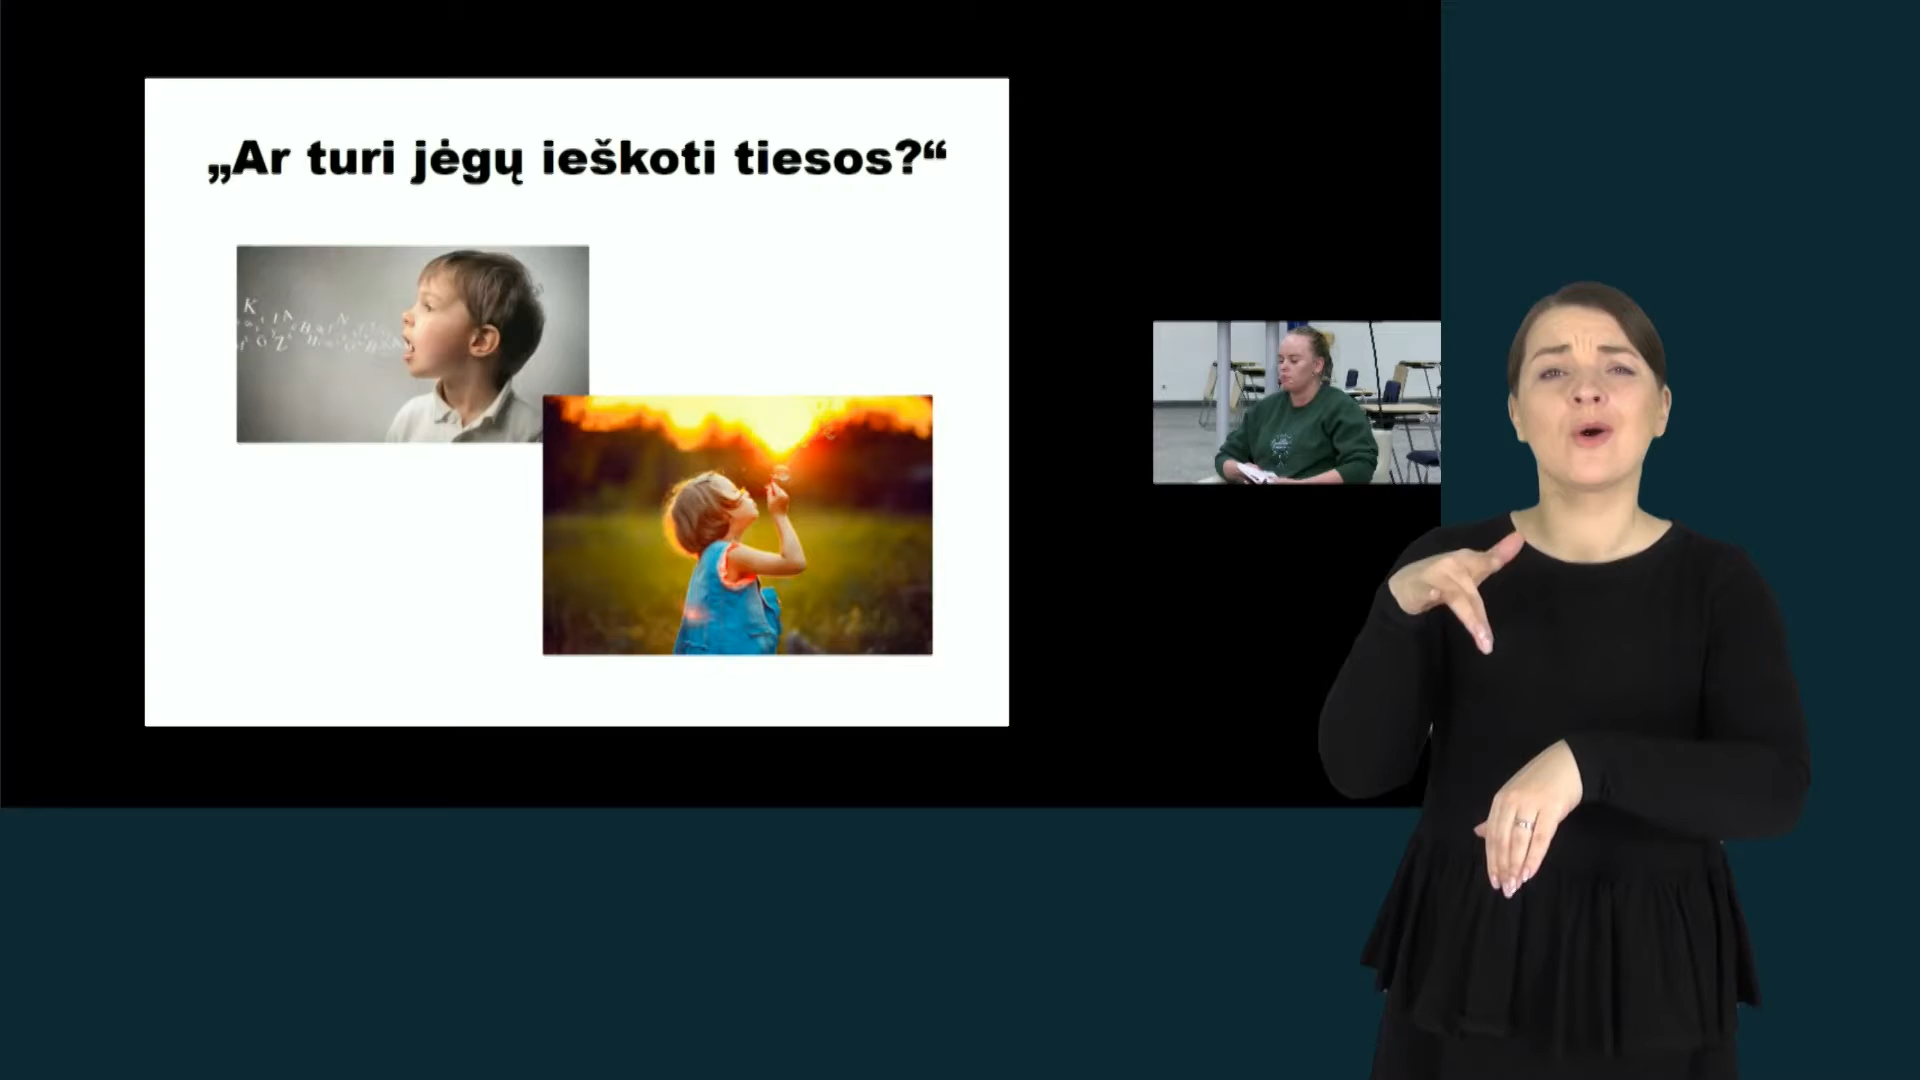 „Ar turi jėgų ieškoti tiesos?“
K